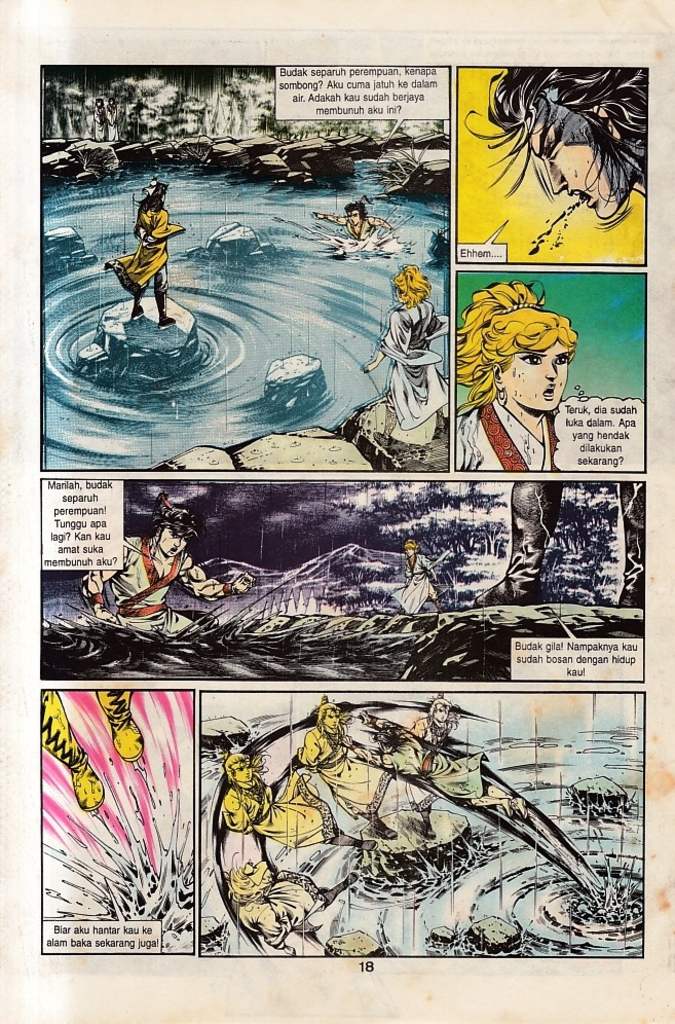 Budak separuh perempuan, kenapa
sombong? Aku cuma jatuh ke dalam
air. Adakah kau sudah berjaya
membunuh aku ini?
Ehhem....
Teruk, dia sudah
luka dalam. Apa
yang hendak
dilakukan
sekarang?
Marilah, budak
separuh
perempuan!
Tunggu apa
lagi? Kan kau
amat suka
membunuh aku?
Budak gila! Nampaknya kau
sudah bosan dengan hidup
kau!
Biar aku hantar kau ke
alam baka sekarang juga!
18